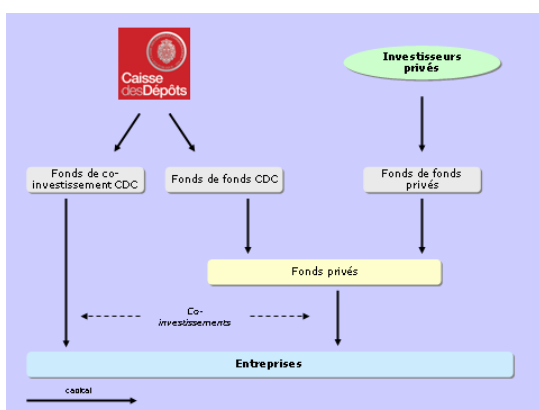 Caisse
desDépôts
Investisseurs
privés
Fonds de co-
investissement CDC
Fonds de fonds CDC
Fonds de fonds
privés
Fonds privés
Co-
investissements
Entreprises
capital